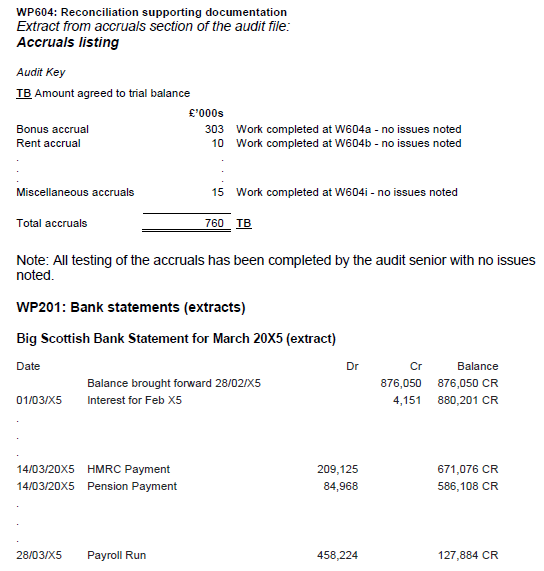 WP604: Reconciliation supporting documentation
Extract from accruals section of the audit file:
Accruals listing
Audit Key
TB Amount agreed to trial balance
£'000s
Bonus accrual 303 Work completed at W604a - no issues noted
Rent accrual 10 Work completed at W604b - no issues noted
. .
. .
. .
Miscellaneous accruals 15 Work completed at W604i - no issues noted
Total accruals 760 TB
Note: All testing of the accruals has been completed by the audit senior with no issues
noted.
WP201: Bank statements (extracts)
Big Scottish Bank Statement for March 20X5 (extract)
Date Dr Cr Balance
Balance brought forward 28/02/X5 876,050 876,050 CR
01/03/X5 Interest for Feb X5 4,151 880,201 CR
.
.
.
14/03/20X5 HMRC Payment 209,125 671,076 CR
14/03/20X5 Pension Payment 84,968 586,108 CR
.
.
.
28/03/X5 Payroll Run 458,224 127,884 CR